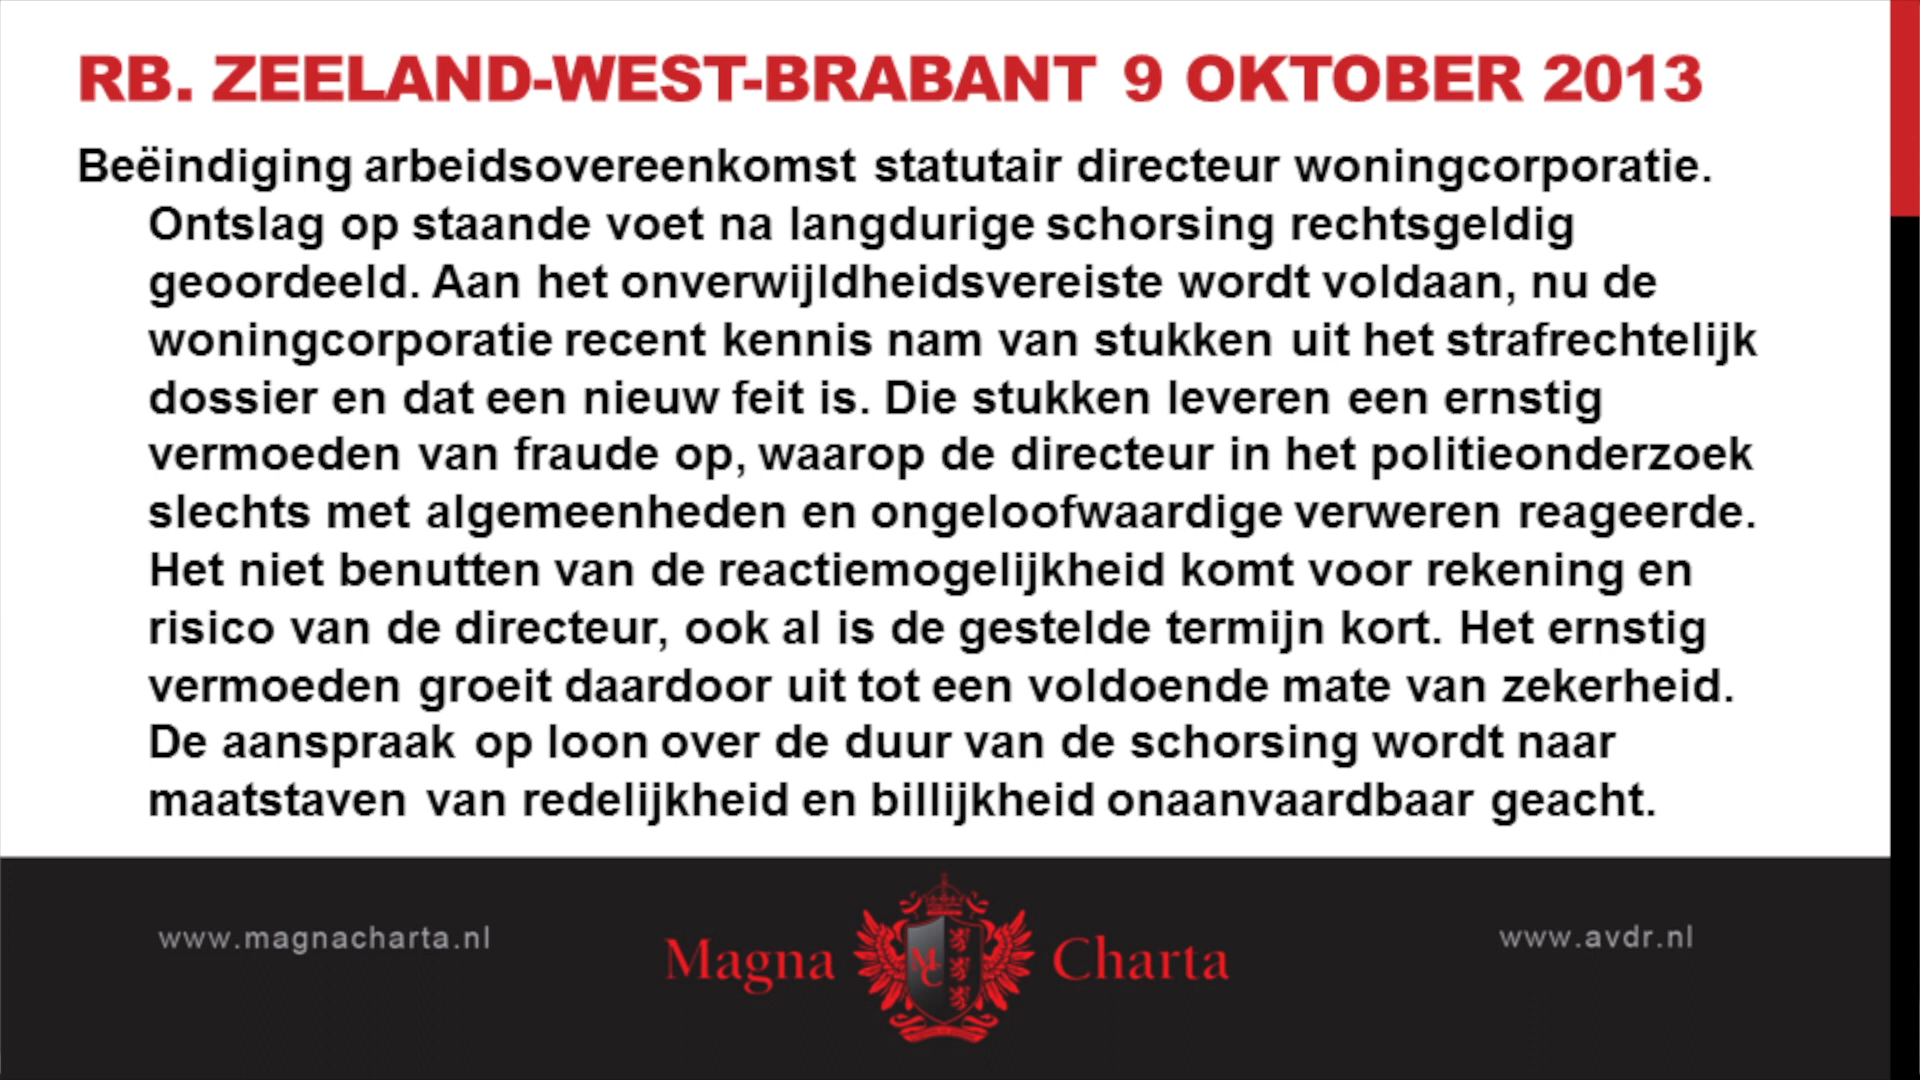 RB. ZEELAND-WEST-BRABANT 9 OKTOBER 2013
Beëindiging arbeidsovereenkomst statutair directeur woningcorporatie.
Ontslag op staande voet na langdurige schorsing rechtsgeldig
geoordeeld. Aan het onverwijldheidsvereiste wordt voldaan, nu de
woningcorporatie recent kennis nam van stukken uit het strafrechtelijk
dossier en dat een nieuw feit is. Die stukken leveren een ernstig
vermoeden van fraude op, waarop de directeur in het politieonderzoek
slechts met algemeenheden en ongeloofwaardige verweren reageerde.
Het niet benutten van de reactiemogelijkheid komt voor rekening en
risico van de directeur, ook al is de gestelde termijn kort. Het ernstig
vermoeden groeit daardoor uit tot een voldoende mate van zekerheid.
De aanspraak op loon over de duur van de schorsing wordt naar
maatstaven van redelijkheid en billijkheid onaanvaardbaar geacht.
www.magnacharta.nl
Magna MC Charta
www.avdr.nl